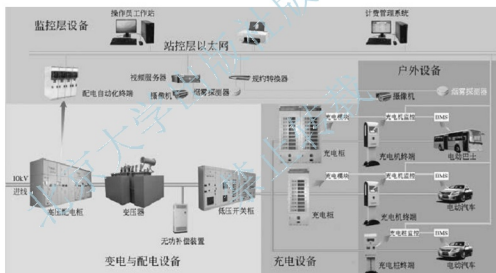 监控层设备
操作员工作站
计费管理系统
站控层以太网
视频服务器
规约转换器
户外设备
配电自动化终端
摄像机
烟雾探测器
摄像机
烟雾探测器
充电模块
充电机监控
BMS
充电柜
充电机终端
电动巴士
10kV
进线
高压配电柜
变压器
低压开关柜
充电模块
充电机监控
BMS
充电柜
充电机终端
电动汽车
无功补偿装置
充电桩监控
BMS
变电与配电设备
充电设备
充电桩终端
电动汽车